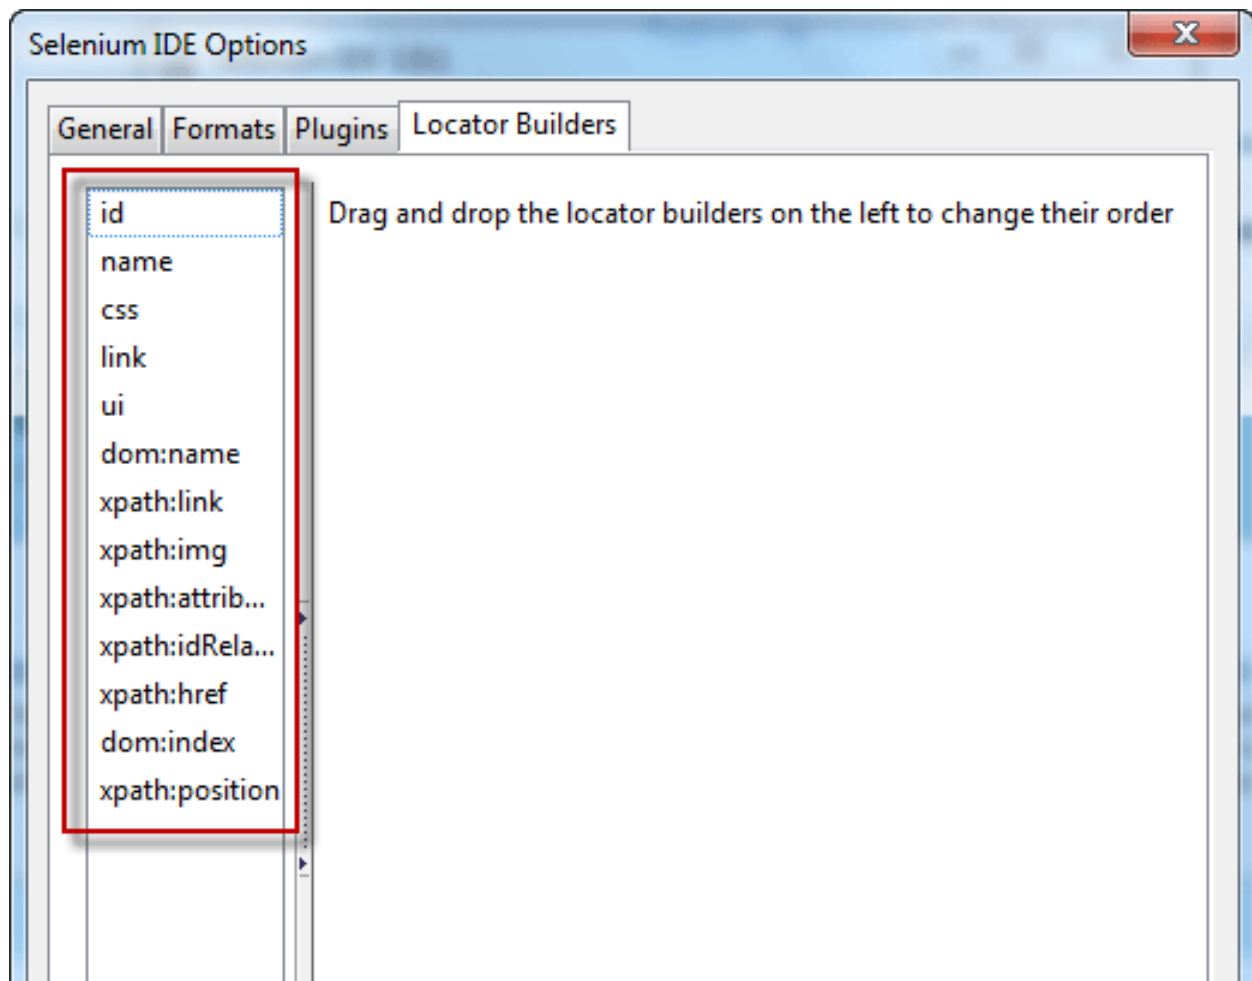 Selenium IDE Options
General Formats Plugins Locator Builders
id
Drag and drop the locator builders on the left to change their order
name
css
link
ui
dom:name
xpath:link
xpath:img
xpath:attrib...
xpath:idRela...
xpath:href
dom:index
xpath:position